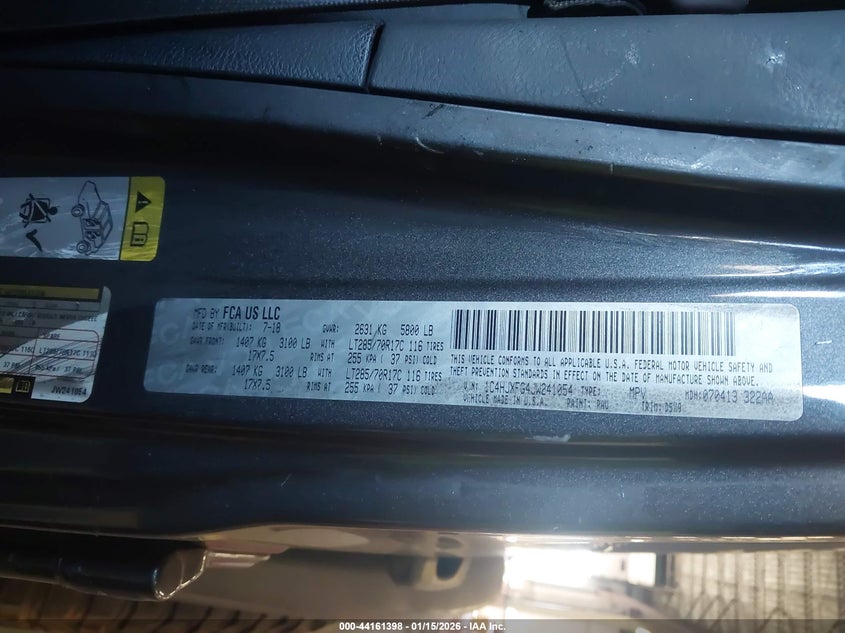 MFD BY FCA US LLC
DATE OF MFR(BUILT): 7-18 GVWR: 2631 KG 5800 LB
GAWR FRONT: 1407 KG 3100 LB WITH LT285/70R17C 116 TIRES
17X7.5 RIMS AT 255 KPA ( 37 PSI) COLD
GAWR REAR: 1407 KG 3100 LB WITH LT285/70R17C 116 TIRES
17X7.5 RIMS AT 255 KPA ( 37 PSI) COLD
THIS VEHICLE CONFORMS TO ALL APPLICABLE U.S.A. FEDERAL MOTOR VEHICLE SAFETY AND
THEFT PREVENTION STANDARDS IN EFFECT ON THE DATE OF MANUFACTURE SHOWN ABOVE.
V.N: 1C4HJXFG4JW241054 TYPE: MPV MDH: 070413 322AA
VEHICLE MADE IN U.S.A. PAINT: PAU TRIM:
LT285/70R17C
JW241054
000-44161398 - 01/15/2026 - IAA Inc.